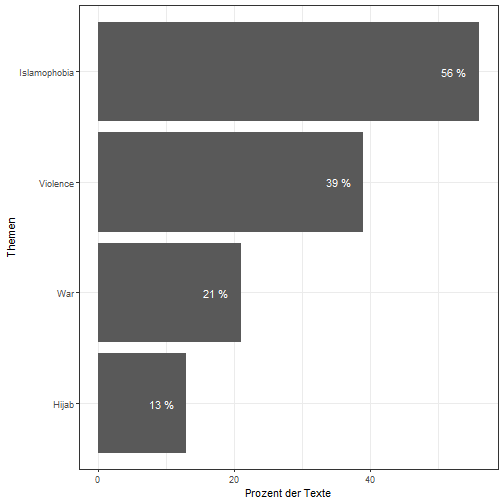 Islamophobia
56 %
Violence
39 %
War
21 %
Hijab
13 %
Themen
0
20
40
Prozent der Texte